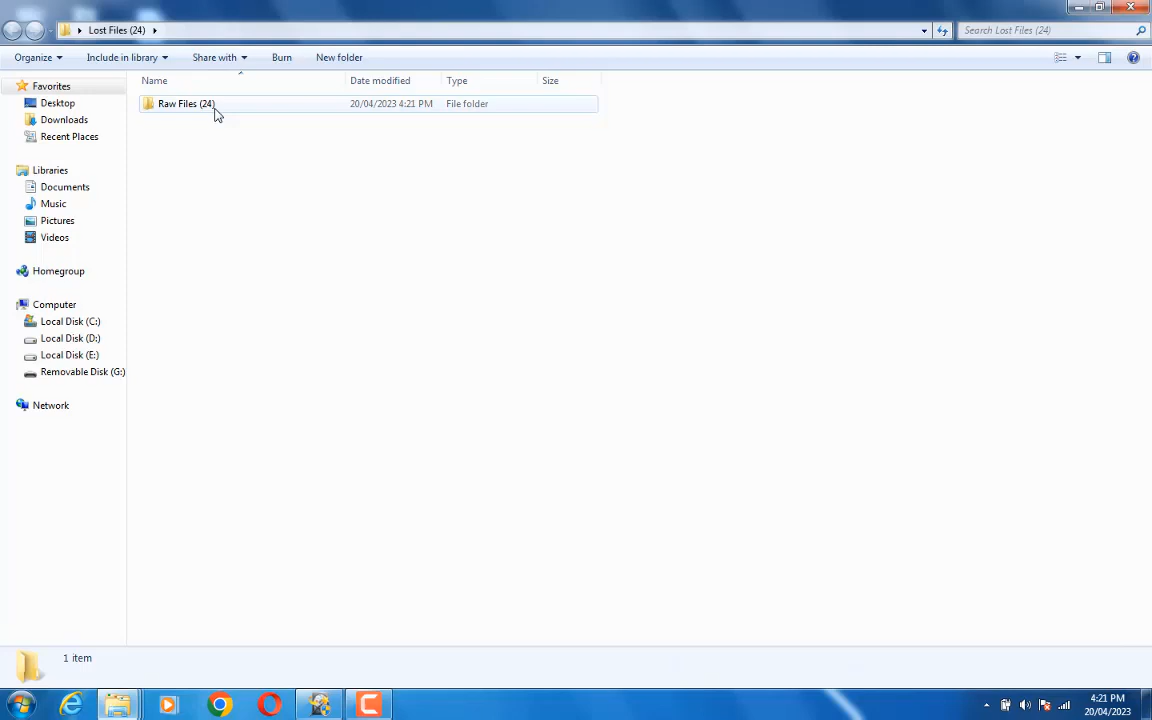 Lost Files (24)
Search Lost Files (24)
Organize
Include in library
Share with
Burn
New folder
Name
Date modified
Type
Size
Raw Files (24)
20/04/2023 4:21 PM
File folder
Favorites
Desktop
Downloads
Recent Places
Libraries
Documents
Music
Pictures
Videos
Homegroup
Computer
Local Disk (C:)
Local Disk (D:)
Local Disk (E:)
Removable Disk (G:)
Network
1 item
4:21 PM
20/04/2023